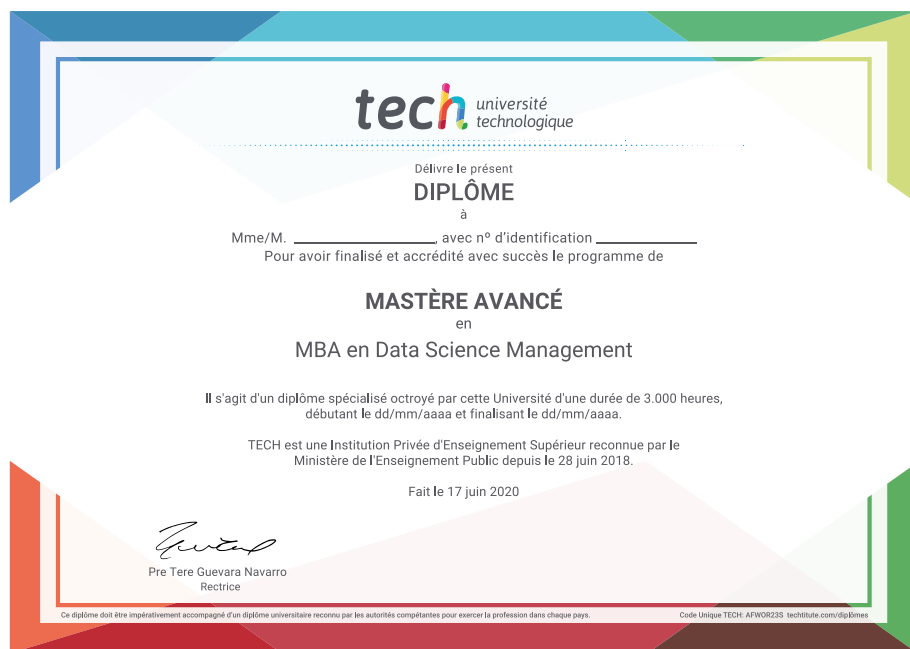 tech université
technologique
Délivre le présent
DIPLÔME
à
Mme/M. ____________, avec nº d'identification ____________
Pour avoir finalisé et accrédité avec succès le programme de
MASTÈRE AVANCÉ
en
MBA en Data Science Management
Il s'agit d'un diplôme spécialisé octroyé par cette Université d'une durée de 3.000 heures,
débutant le dd/mm/aaaa et finalisant le dd/mm/aaaa.
TECH est une Institution Privée d'Enseignement Supérieur reconnue par le
Ministère de l'Enseignement Public depuis le 28 juin 2018.
Fait le 17 juin 2020
Pre Tere Guevara Navarro
Rectrice
Ce diplôme doit être impérativement accompagné d'un diplôme universitaire reconnu par les autorités compétantes pour exercer la profession dans chaque pays.
Code Unique TECH: AFWOR23S techtitute.com/diplômes